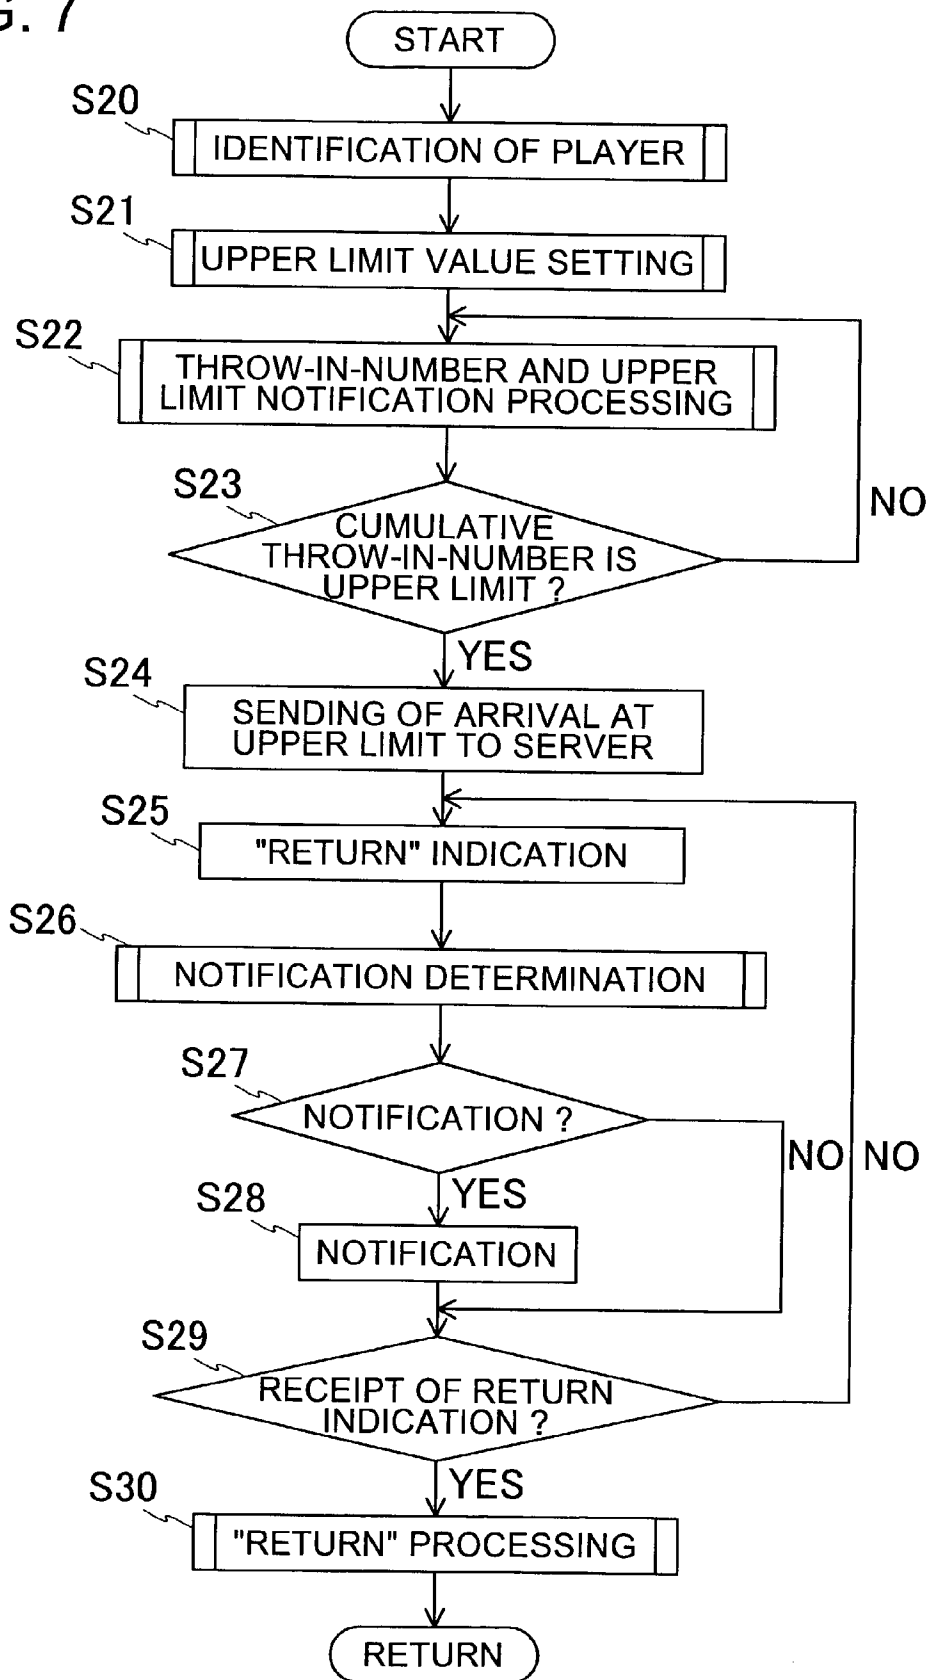 G. 7
START
S20
IDENTIFICATION OF PLAYER
S21
UPPER LIMIT VALUE SETTING
S22
THROW-IN-NUMBER AND UPPER
LIMIT NOTIFICATION PROCESSING
S23
CUMULATIVE
THROW-IN-NUMBER IS
UPPER LIMIT ?
NO
YES
S24
SENDING OF ARRIVAL AT
UPPER LIMIT TO SERVER
S25
"RETURN" INDICATION
S26
NOTIFICATION DETERMINATION
S27
NOTIFICATION ?
NO NO
YES
S28
NOTIFICATION
S29
RECEIPT OF RETURN
INDICATION ?
YES
S30
"RETURN" PROCESSING
RETURN